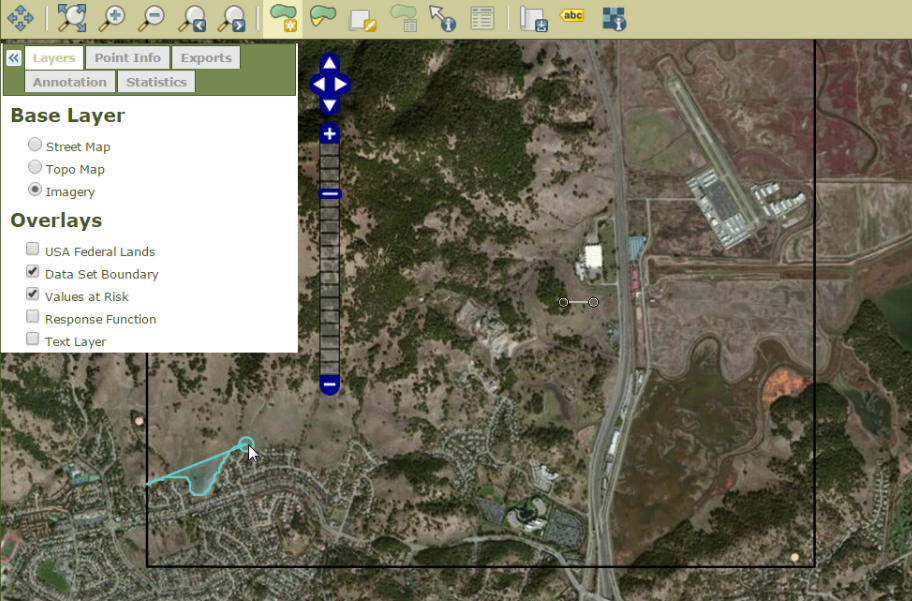 abc
Layers
Point Info
Exports
Annotation
Statistics
Base Layer
Street Map
Topo Map
Imagery
Overlays
USA Federal Lands
Data Set Boundary
Values at Risk
Response Function
Text Layer